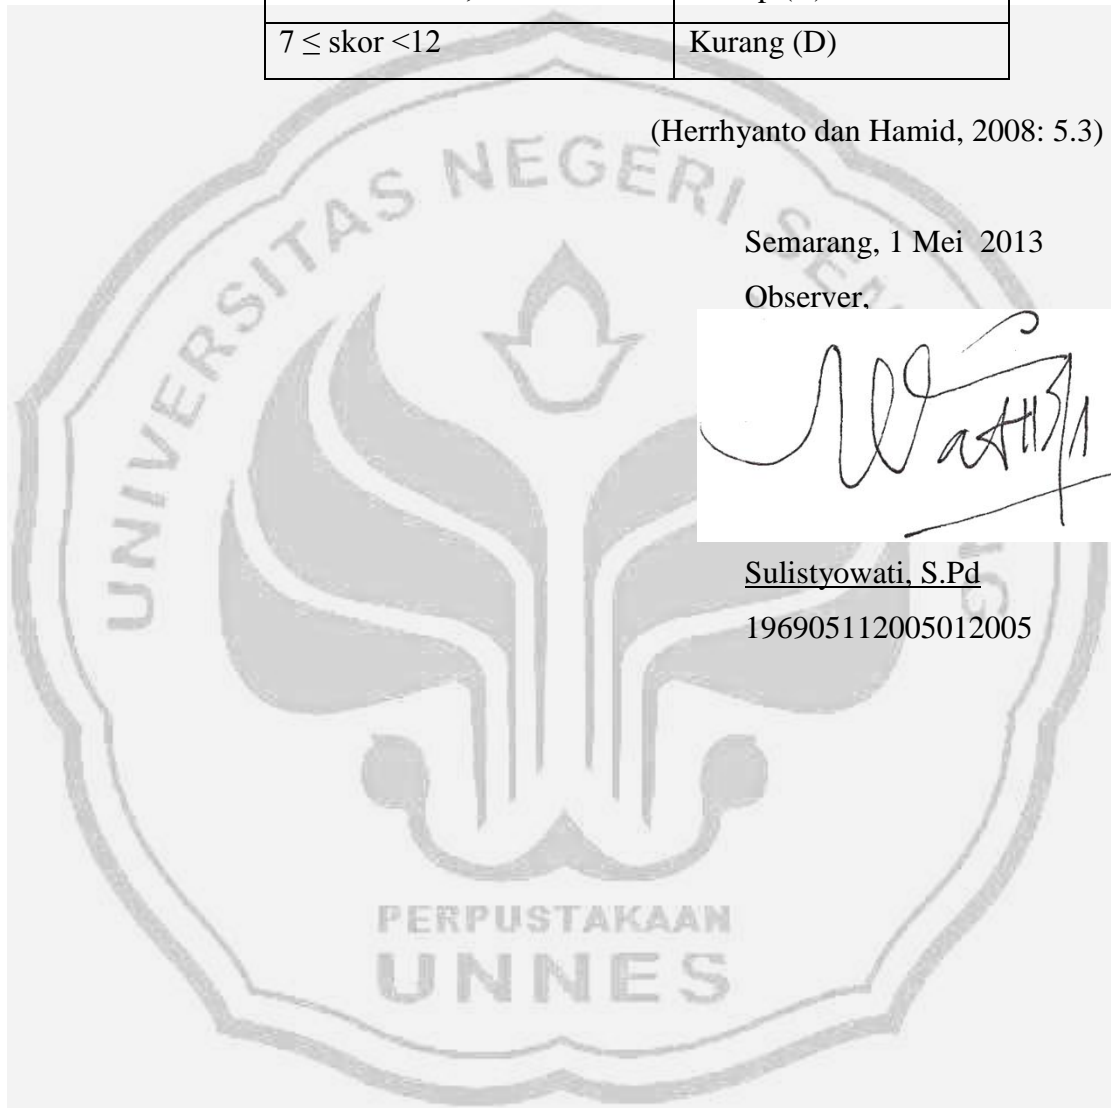 7 ≤ skor <12 Kurang (D)
(Herrhyanto dan Hamid, 2008: 5.3)
Semarang, 1 Mei  2013
Observer,
Sulistyowati, S.Pd
196905112005012005
UNIVERSITAS NEGERI
PERPUSTAKAAN
UNNES